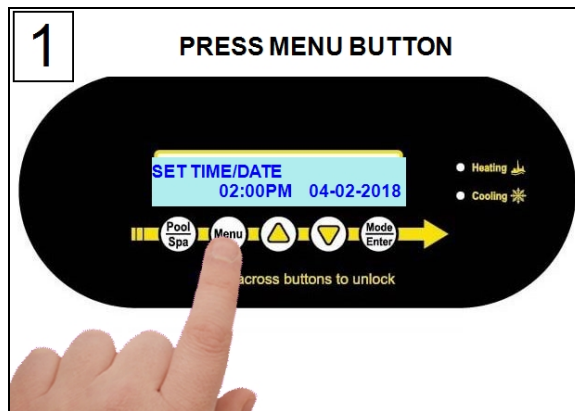 1
PRESS MENU BUTTON
SET TIME/DATE
02:00PM 04-02-2018
Heating
Cooling
Pool
Spa
Menu
Mode
Enter
across buttons to unlock